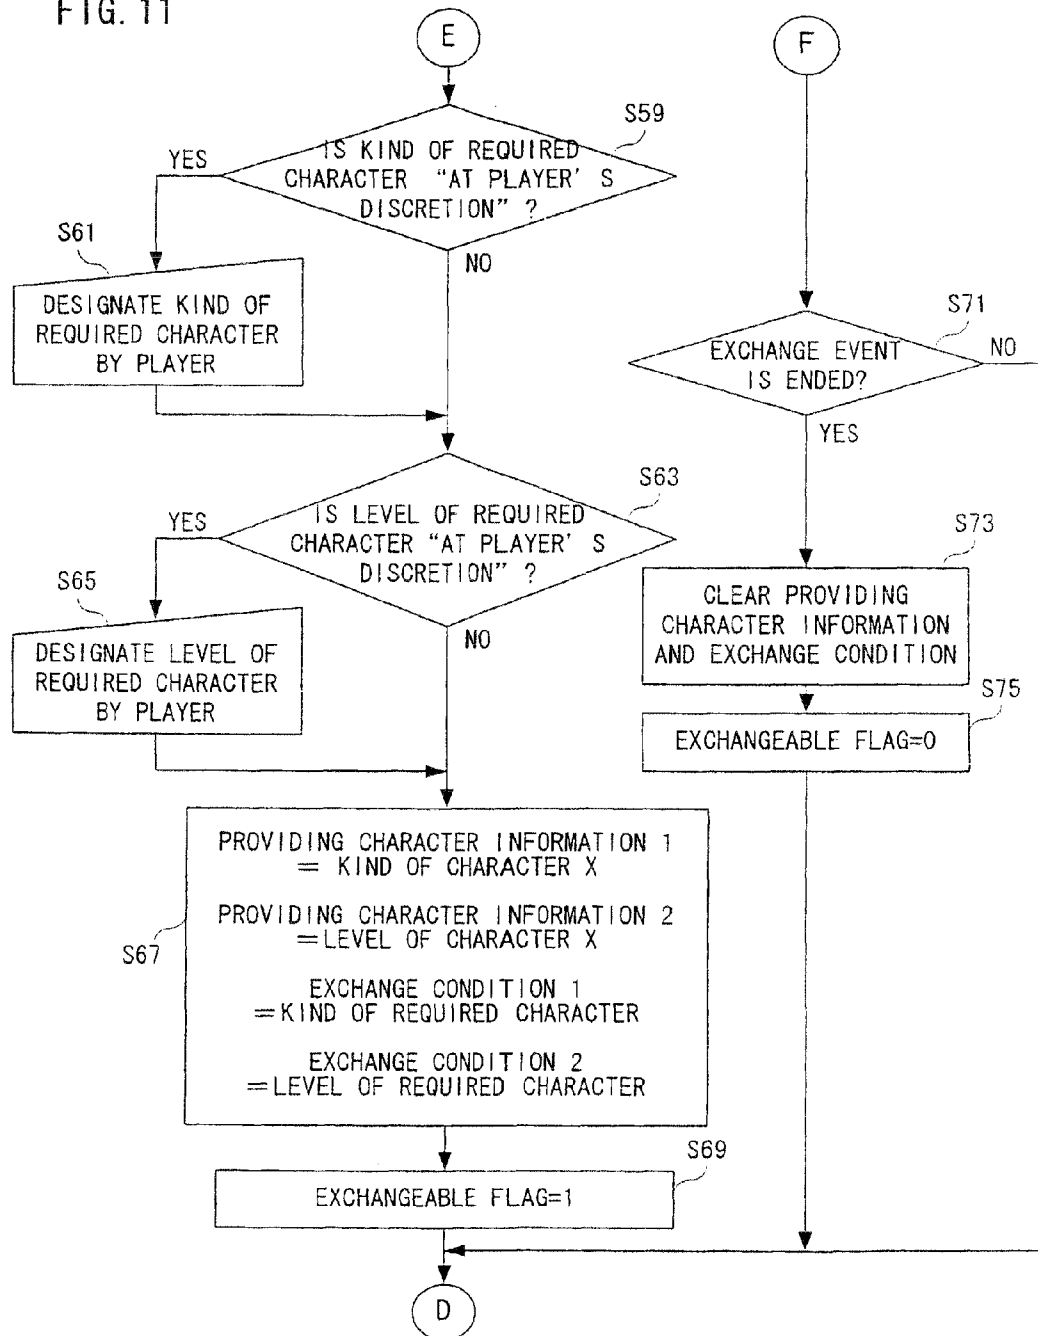 FIG. 11
E
S59
IS KIND OF REQUIRED
CHARACTER "AT PLAYER'S
DISCRETION" ?
YES
NO
S61
DESIGNATE KIND OF
REQUIRED CHARACTER
BY PLAYER
S63
IS LEVEL OF REQUIRED
CHARACTER "AT PLAYER'S
DISCRETION" ?
YES
NO
S65
DESIGNATE LEVEL OF
REQUIRED CHARACTER
BY PLAYER
S67
PROVIDING CHARACTER INFORMATION 1
= KIND OF CHARACTER X
PROVIDING CHARACTER INFORMATION 2
=LEVEL OF CHARACTER X
EXCHANGE CONDITION 1
=KIND OF REQUIRED CHARACTER
EXCHANGE CONDITION 2
=LEVEL OF REQUIRED CHARACTER
S69
EXCHANGEABLE FLAG=1
D
F
S71
EXCHANGE EVENT
IS ENDED?
NO
YES
S73
CLEAR PROVIDING
CHARACTER INFORMATION
AND EXCHANGE CONDITION
S75
EXCHANGEABLE FLAG=0